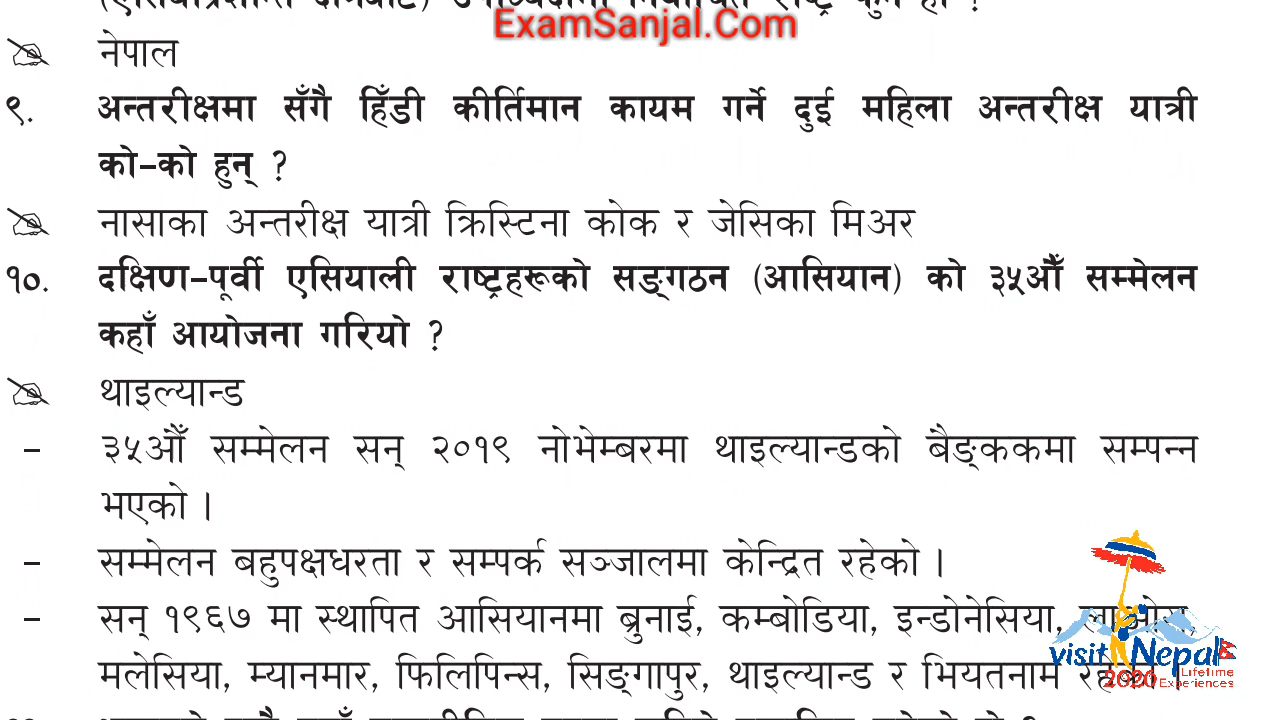 ExamSanjal.Com
नेपाल
९. अन्तरीक्षमा सँगै हिँडी कीर्तिमान कायम गर्ने दुई महिला अन्तरीक्ष यात्री
को–को हुन् ?
नासाका अन्तरीक्ष यात्री क्रिस्टिना कोक र जेसिका मिअर
१०. दक्षिण–पूर्वी एसियाली राष्ट्रहरूको सङ्गठन (आसियान) को ३५औँ सम्मेलन
कहाँ आयोजना गरियो ?
थाइल्यान्ड
– ३५औँ सम्मेलन सन् २०१९ नोभेम्बरमा थाइल्यान्डको बैङ्ककमा सम्पन्न
भएको ।
– सम्मेलन बहुपक्षधरता र सम्पर्क सञ्जालमा केन्द्रित रहेको ।
– सन् १९६७ मा स्थापित आसियानमा ब्रुनाई, कम्बोडिया, इन्डोनेसिया, लाओस,
मलेसिया, म्यानमार, फिलिपिन्स, सिङ्गापुर, थाइल्यान्ड र भियतनाम रहेका ।
visit Nepal
2020 Lifetime
Experiences